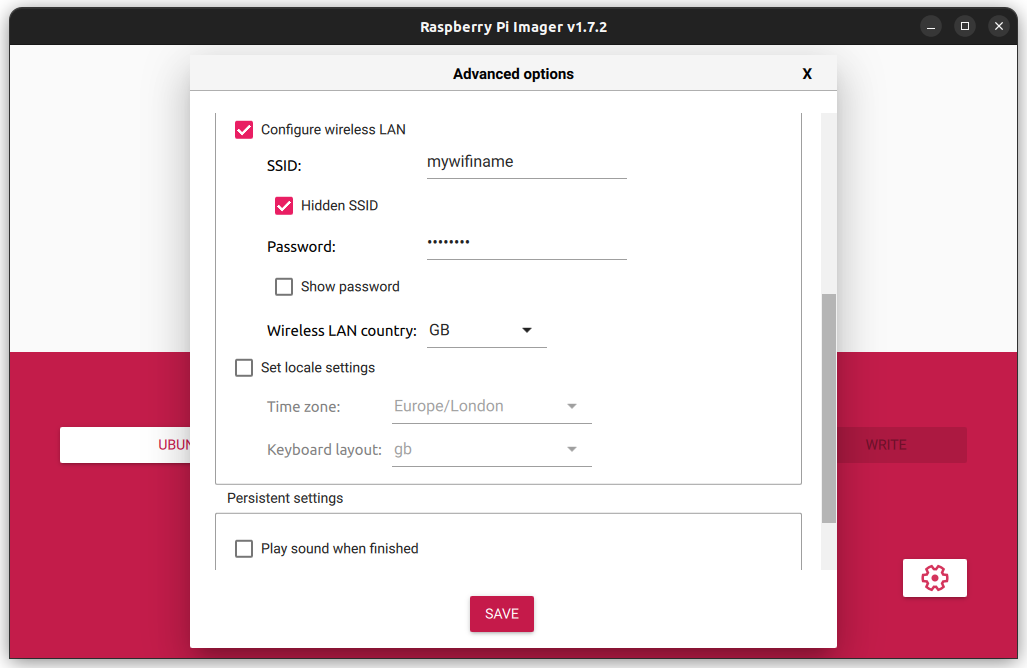 Raspberry Pi Imager v1.7.2
Advanced options X
Configure wireless LAN
SSID: mywifiname
Hidden SSID
Password: ••••••••
Show password
Wireless LAN country: GB
Set locale settings
Time zone: Europe/London
Keyboard layout: gb
UBUN
WRITE
Persistent settings
Play sound when finished
SAVE